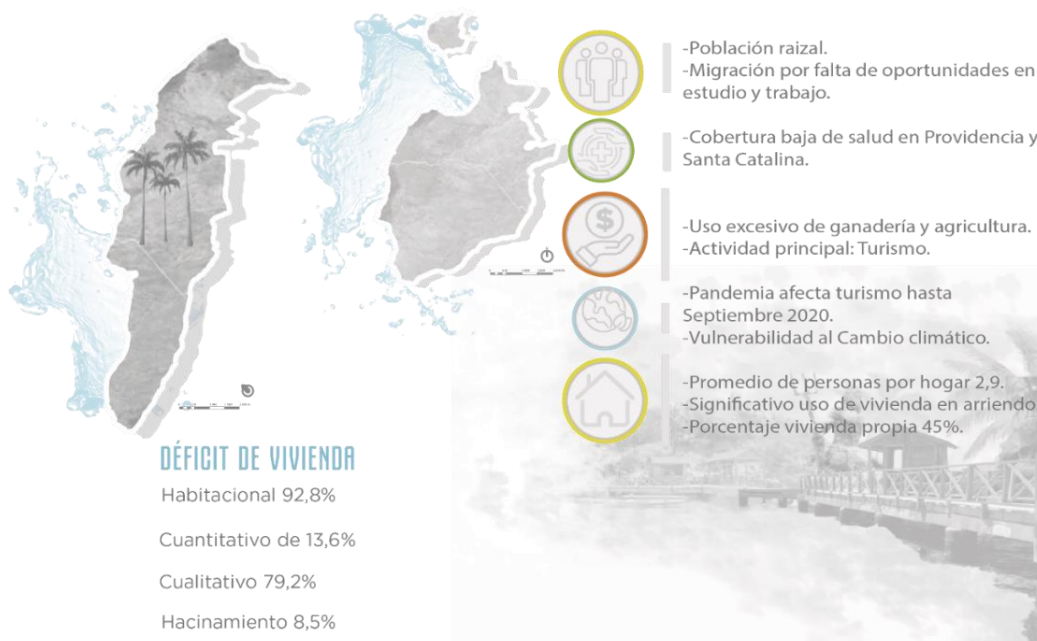 -Población raizal.
-Migración por falta de oportunidades en
estudio y trabajo.
-Cobertura baja de salud en Providencia y
Santa Catalina.
-Uso excesivo de ganadería y agricultura.
-Actividad principal: Turismo.
-Pandemia afecta turismo hasta
Septiembre 2020.
-Vulnerabilidad al Cambio climático.
-Promedio de personas por hogar 2,9.
-Significativo uso de vivienda en arriendo
-Porcentaje vivienda propia 45%.
DÉFICIT DE VIVIENDA
Habitacional 92,8%
Cuantitativo de 13,6%
Cualitativo 79,2%
Hacinamiento 8,5%